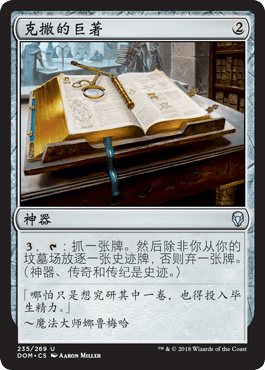 克撒的巨著 2
神器
3,：抓一张牌。然后除非你从你的
坟墓场放逐一张史迹牌，否则弃一张牌。
（神器、传奇和传纪是史迹。）
「哪怕只是想究研其中一卷，也得投入毕
生精力。」
～魔法大师娜鲁梅哈
235/269 U
DOM • CS AARON MILLER
™ & © 2018 Wizards of the Coast